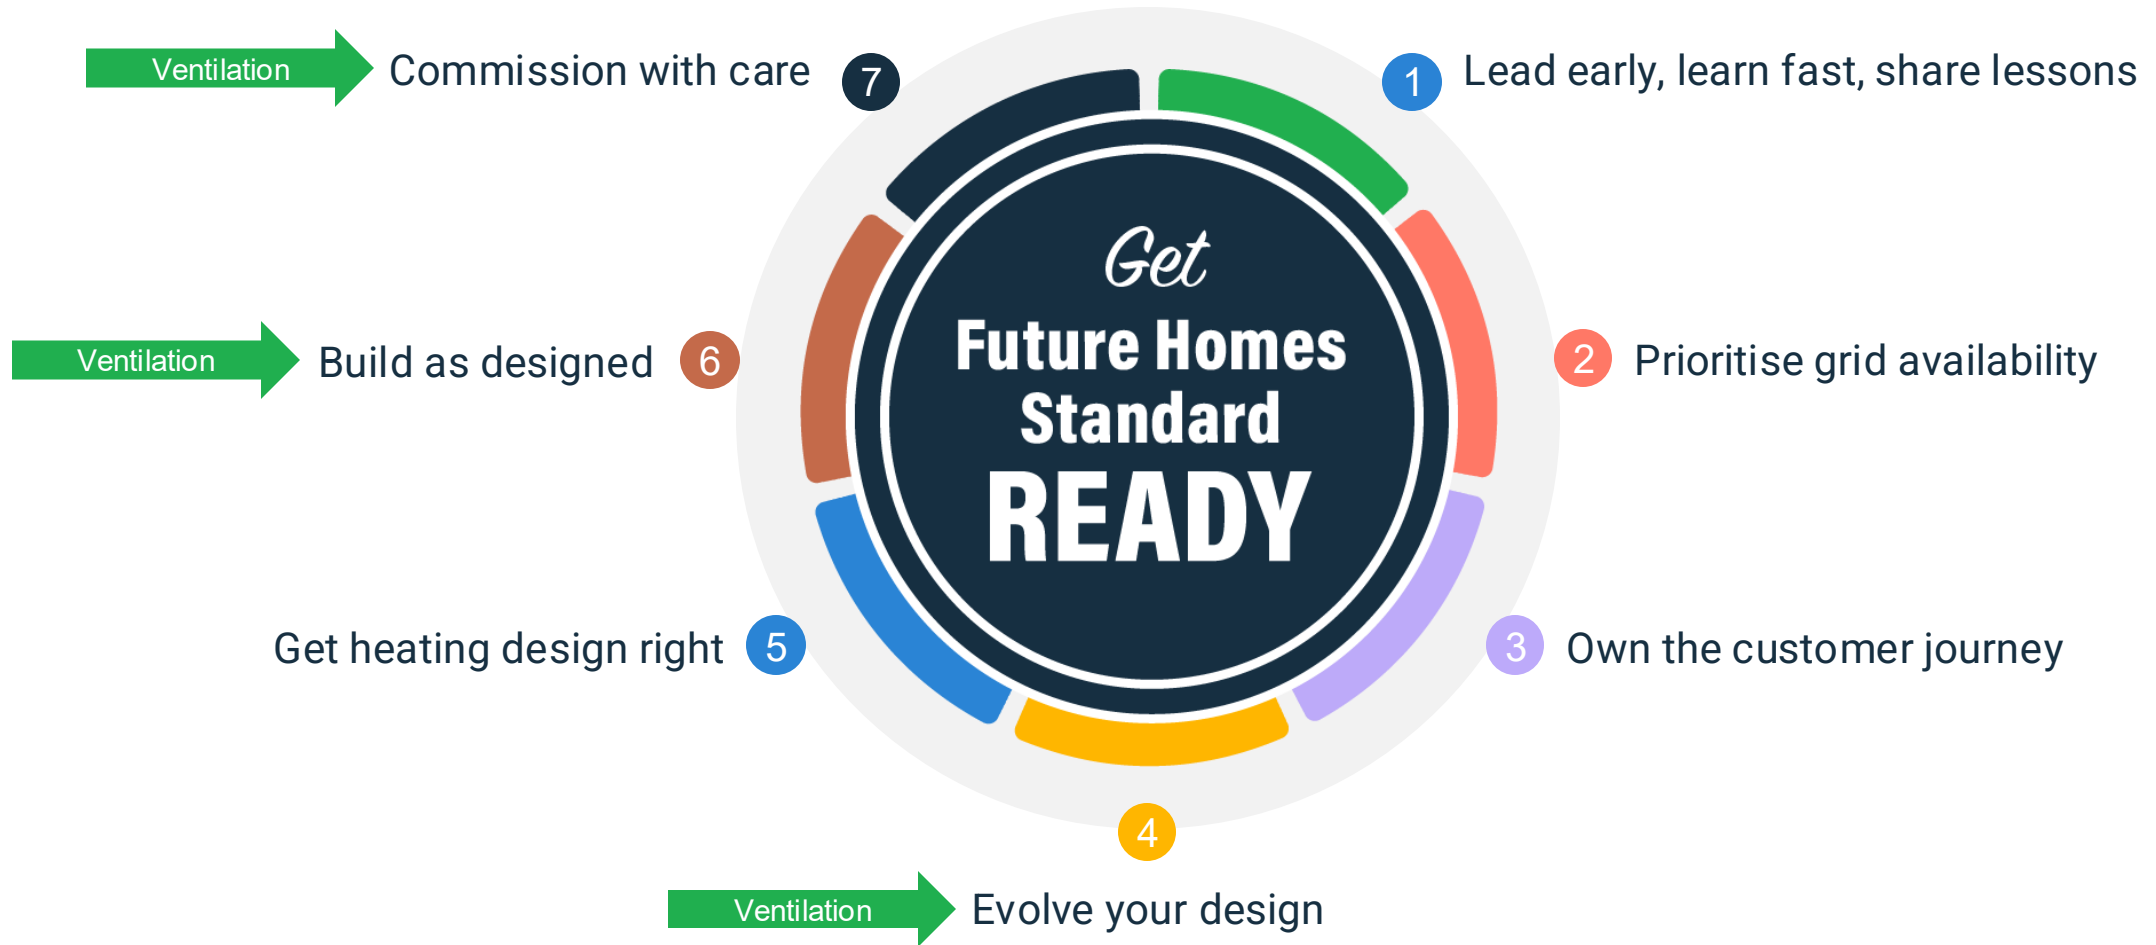 Get
Future Homes
Standard
READY
1 Lead early, learn fast, share lessons
2 Prioritise grid availability
3 Own the customer journey
4
Ventilation Evolve your design
Get heating design right 5
Ventilation Build as designed 6
Ventilation Commission with care 7